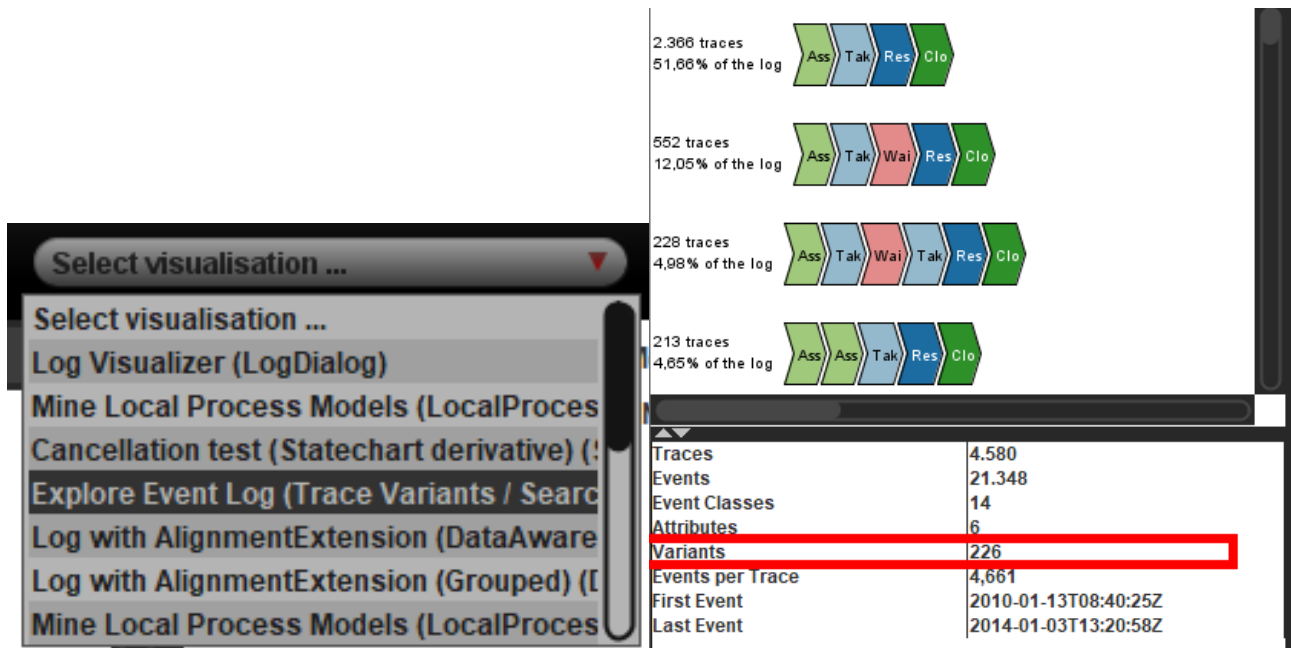 Select visualisation ...
Select visualisation ...
Log Visualizer (LogDialog)
Mine Local Process Models (LocalProces
Cancellation test (Statechart derivative) (
Explore Event Log (Trace Variants / Searc
Log with AlignmentExtension (DataAware
Log with AlignmentExtension (Grouped) (
Mine Local Process Models (LocalProces
2.366 traces
51,66% of the log
Ass Tak Res Clo
552 traces
12,05% of the log
Ass Tak Wai Res Clo
228 traces
4,98% of the log
Ass Tak Wai Tak Res Clo
213 traces
4,65% of the log
Ass Ass Tak Res Clo
Traces 4.580
Events 21.348
Event Classes 14
Attributes 6
Variants 226
Events per Trace 4,661
First Event 2010-01-13T08:40:25Z
Last Event 2014-01-03T13:20:58Z